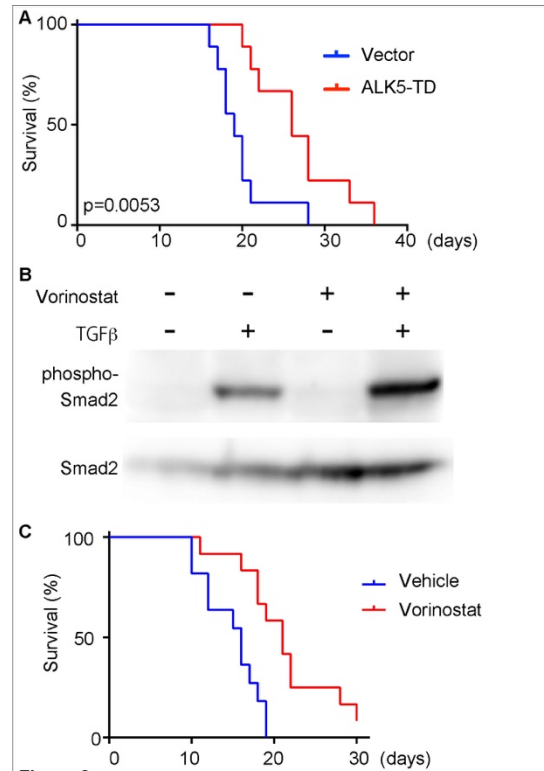 A
100
50
0
Survival (%)
Vector
ALK5-TD
p=0.0053
0 10 20 30 40 (days)
B
Vorinostat - - + +
TGFβ - + - +
phospho-
Smad2
Smad2
C
100
50
0
Survival (%)
Vehicle
Vorinostat
0 10 20 30 (days)